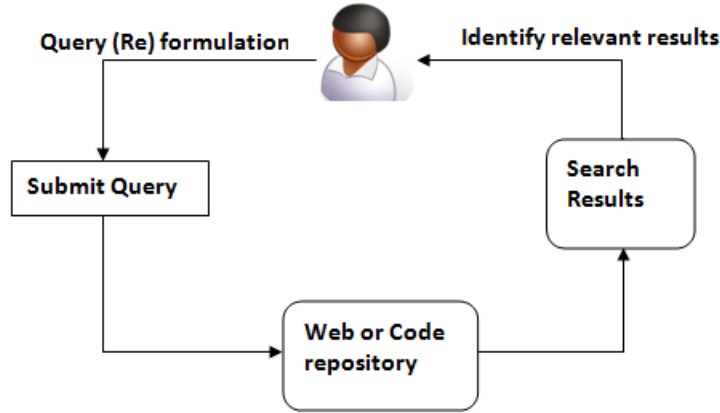 Query (Re) formulation
Identify relevant results
Submit Query
Search
Results
Web or Code
repository